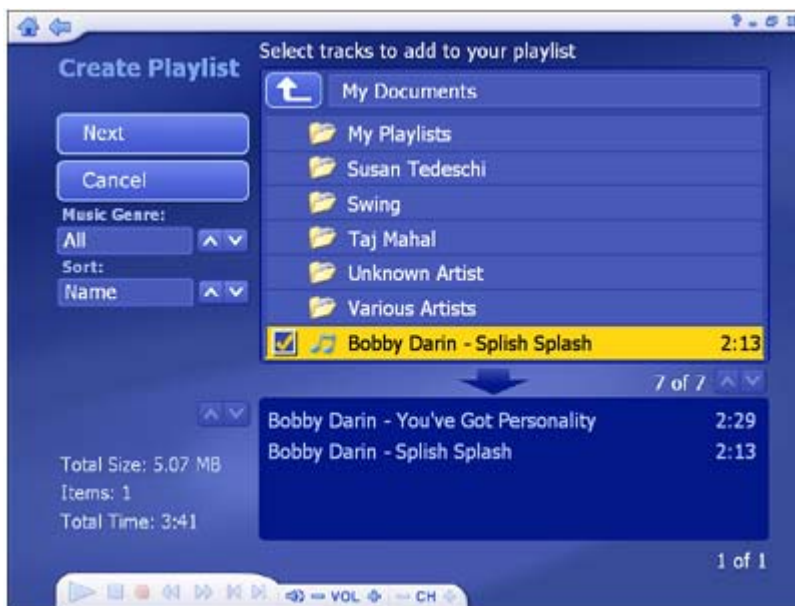 Select tracks to add to your playlist
Create Playlist
My Documents
Next
My Playlists
Cancel
Susan Tedeschi
Music Genre:
Swing
All
Taj Mahal
Sort:
Unknown Artist
Name
Various Artists
Bobby Darin - Splish Splash 2:13
7 of 7
Bobby Darin - You've Got Personality 2:29
Bobby Darin - Splish Splash 2:13
Total Size: 5.07 MB
Items: 1
Total Time: 3:41
1 of 1
VOL CH